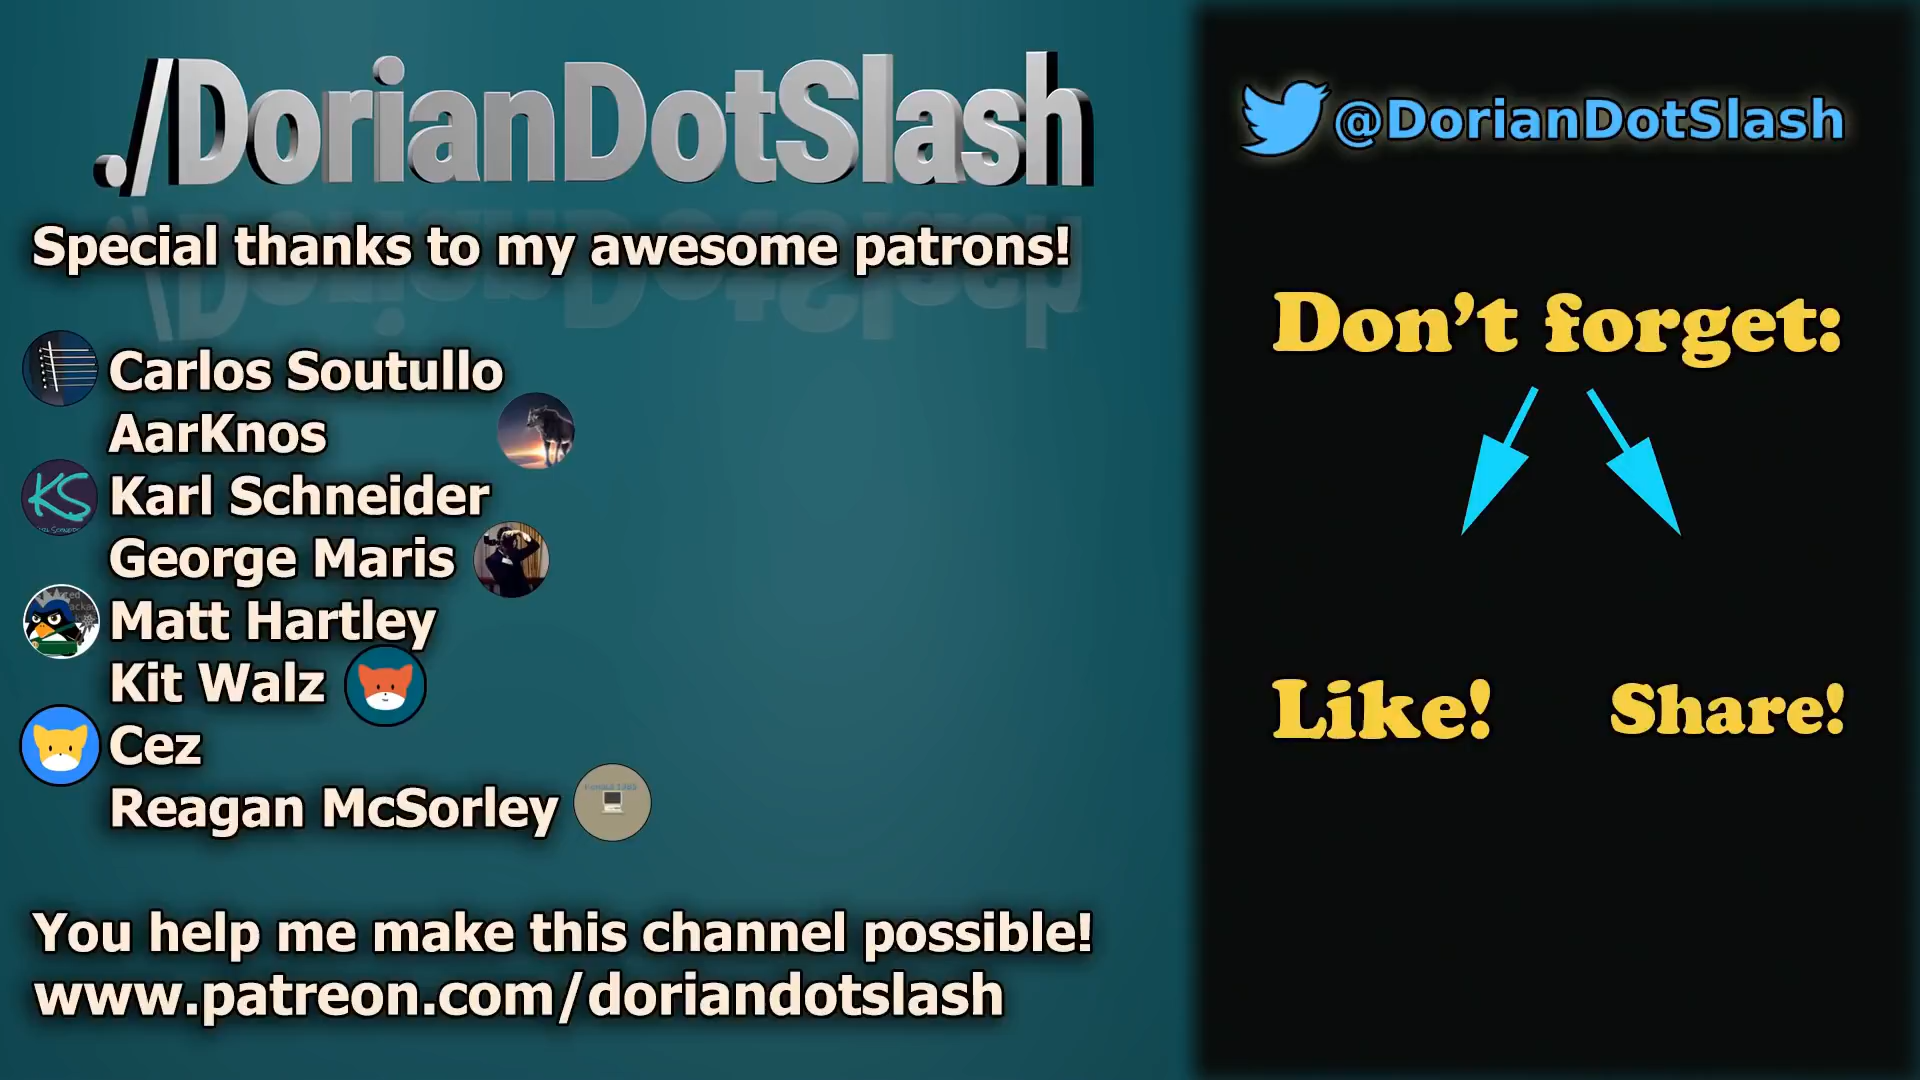 ./DorianDotSlash
Special thanks to my awesome patrons!
Carlos Soutullo
AarKnos
KS
Karl Schneider
George Maris
Matt Hartley
Kit Walz
Cez
Reagan McSorley
You help me make this channel possible!
www.patreon.com/doriandotslash
@DorianDotSlash
Don’t forget:
Like!
Share!